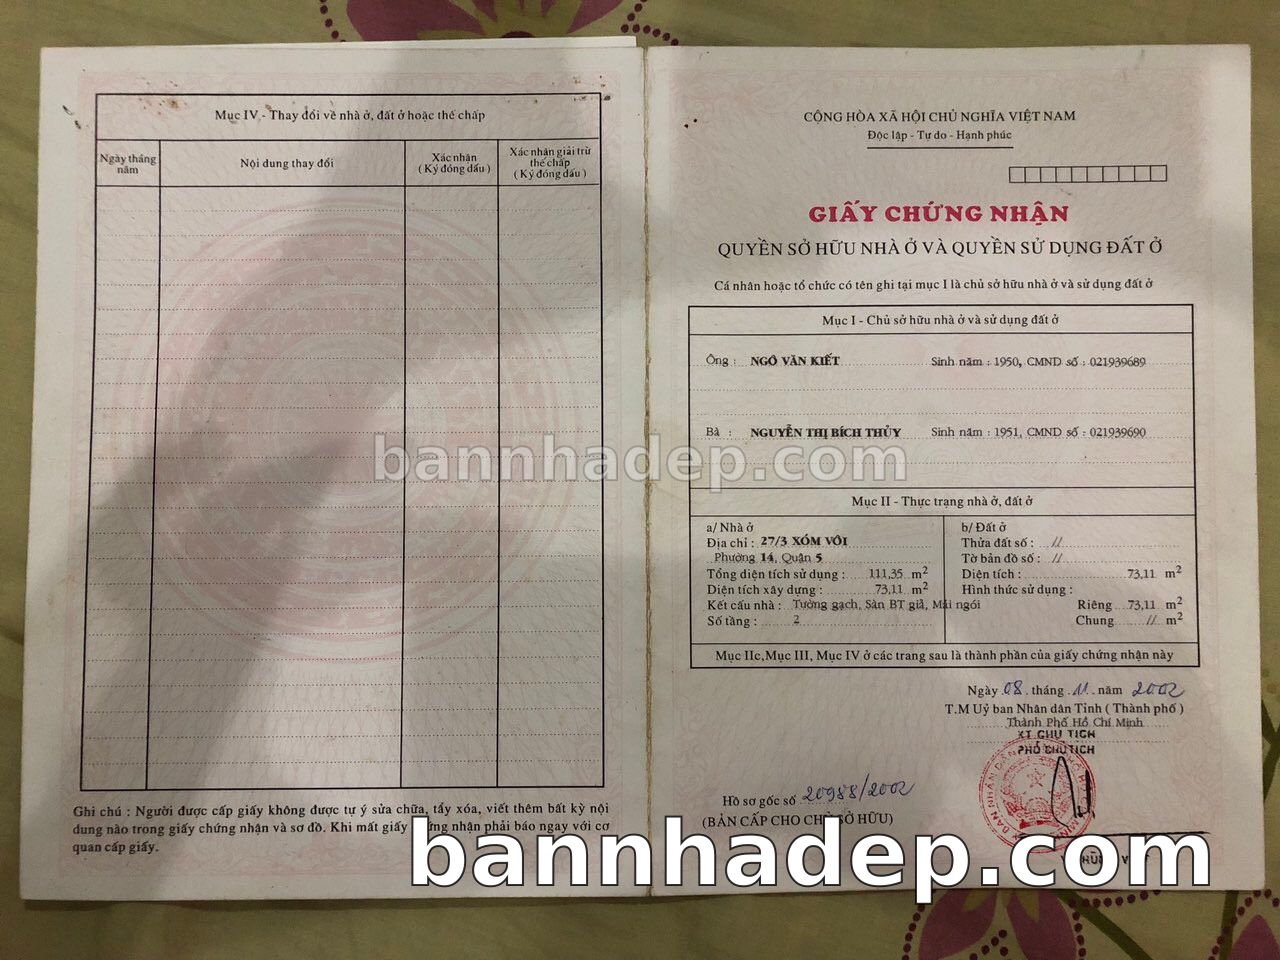 Mục IV - Thay đổi về nhà ở, đất ở hoặc thế chấp
Ngày tháng năm
Nội dung thay đổi
Xác nhận
( Ký đóng dấu )
Xác nhận giải trừ thế chấp
( Ký đóng dấu )
Ghi chú : Người được cấp giấy không được tự ý sửa chữa, tẩy xóa, viết thêm bất kỳ nội
dung nào trong giấy chứng nhận và sơ đồ. Khi mất giấy chứng nhận phải báo ngay với cơ
quan cấp giấy.
CỘNG HÒA XÃ HỘI CHỦ NGHĨA VIỆT NAM
Độc lập - Tự do - Hạnh phúc
GIẤY CHỨNG NHẬN
QUYỀN SỞ HỮU NHÀ Ở VÀ QUYỀN SỬ DỤNG ĐẤT Ở
Cá nhân hoặc tổ chức có tên ghi tại mục I là chủ sở hữu nhà ở và sử dụng đất ở
Mục I - Chủ sở hữu nhà ở và sử dụng đất ở
Ông : NGÔ VĂN KIẾT Sinh năm : 1950, CMND số : 021939689
Bà : NGUYỄN THỊ BÍCH THỦY Sinh năm : 1951, CMND số : 021939690
bannhadep.com
Mục II - Thực trạng nhà ở, đất ở
a/ Nhà ở
Địa chỉ : 27/3 XÓM VÔI
Phường 14, Quận 5
Tổng diện tích sử dụng : 111,35 m2
Diện tích xây dựng : 73,11 m2
Kết cấu nhà : Tường gạch, Sàn BT giả, Mái ngói
Số tầng : 2
b/ Đất ở
Thửa đất số : //
Tờ bản đồ số : //
Diện tích : 73,11 m2
Hình thức sử dụng :
Riêng 73,11 m2
Chung // m2
Mục IIc,Mục III, Mục IV ở các trang sau là thành phần của giấy chứng nhận này
Ngày 08 tháng 11 năm 2002
T.M Uỷ ban Nhân dân Tỉnh ( Thành phố )
Thành Phố Hồ Chí Minh
KT CHỦ TỊCH
PHÓ CHỦ TỊCH
Hồ sơ gốc số 20988/2002
(BẢN CẤP CHO CHỦ SỞ HỮU)
bannhadep.com